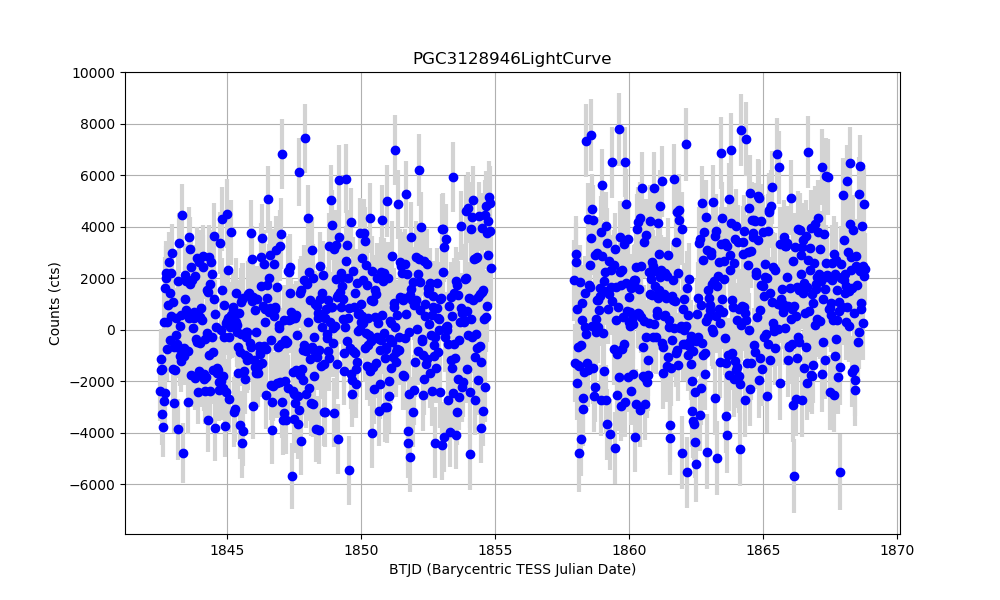 PGC3128946LightCurve
10000
8000
6000
4000
2000
0
−2000
−4000
−6000
Counts (cts)
1845 1850 1855 1860 1865 1870
BTJD (Barycentric TESS Julian Date)